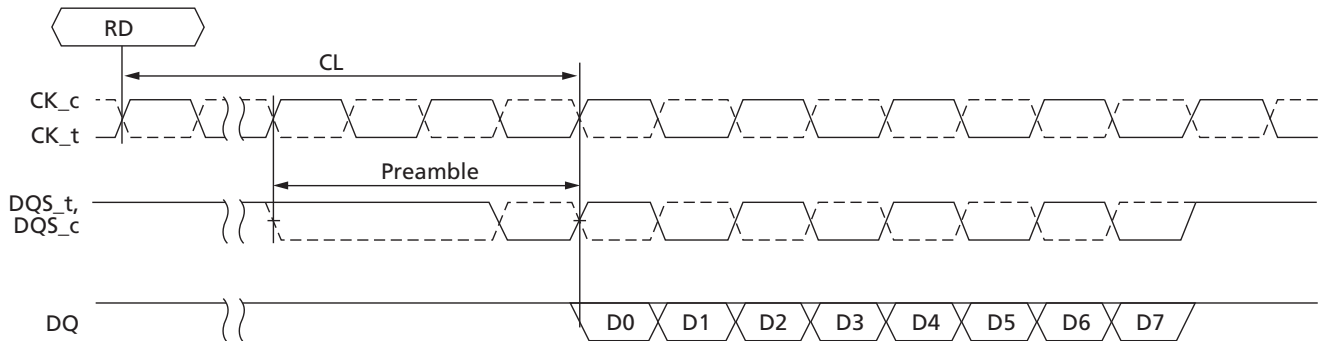 RD
CL
CK_c
CK_t
Preamble
DQS_t,
DQS_c
DQ
D0 D1 D2 D3 D4 D5 D6 D7